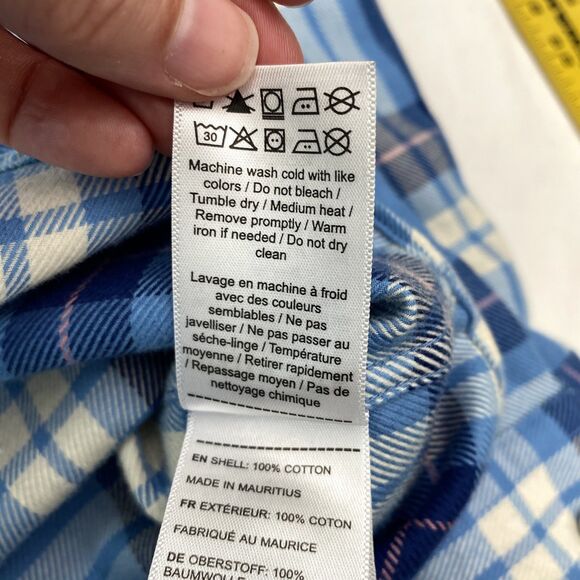 30
Machine wash cold with like
colors / Do not bleach /
Tumble dry / Medium heat /
Remove promptly / Warm
iron if needed / Do not dry
clean
Lavage en machine à froid
avec des couleurs
semblables / Ne pas
javelliser / Ne pas passer au
séche-linge / Température
moyenne / Retirer rapidement
/ Repassage moyen / Pas de
nettoyage chimique
EN SHELL: 100% COTTON
MADE IN MAURITIUS
FR EXTÉRIEUR: 100% COTON
FABRIQUÉ AU MAURICE
DE OBERSTOFF: 100%
BAUMWOLLE